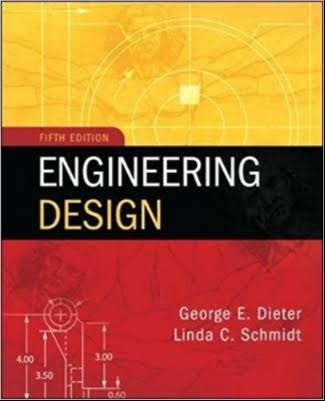 FIFTH EDITION
ENGINEERING
DESIGN
George E. Dieter
Linda C. Schmidt
4.00
3.50
3.00
0.60